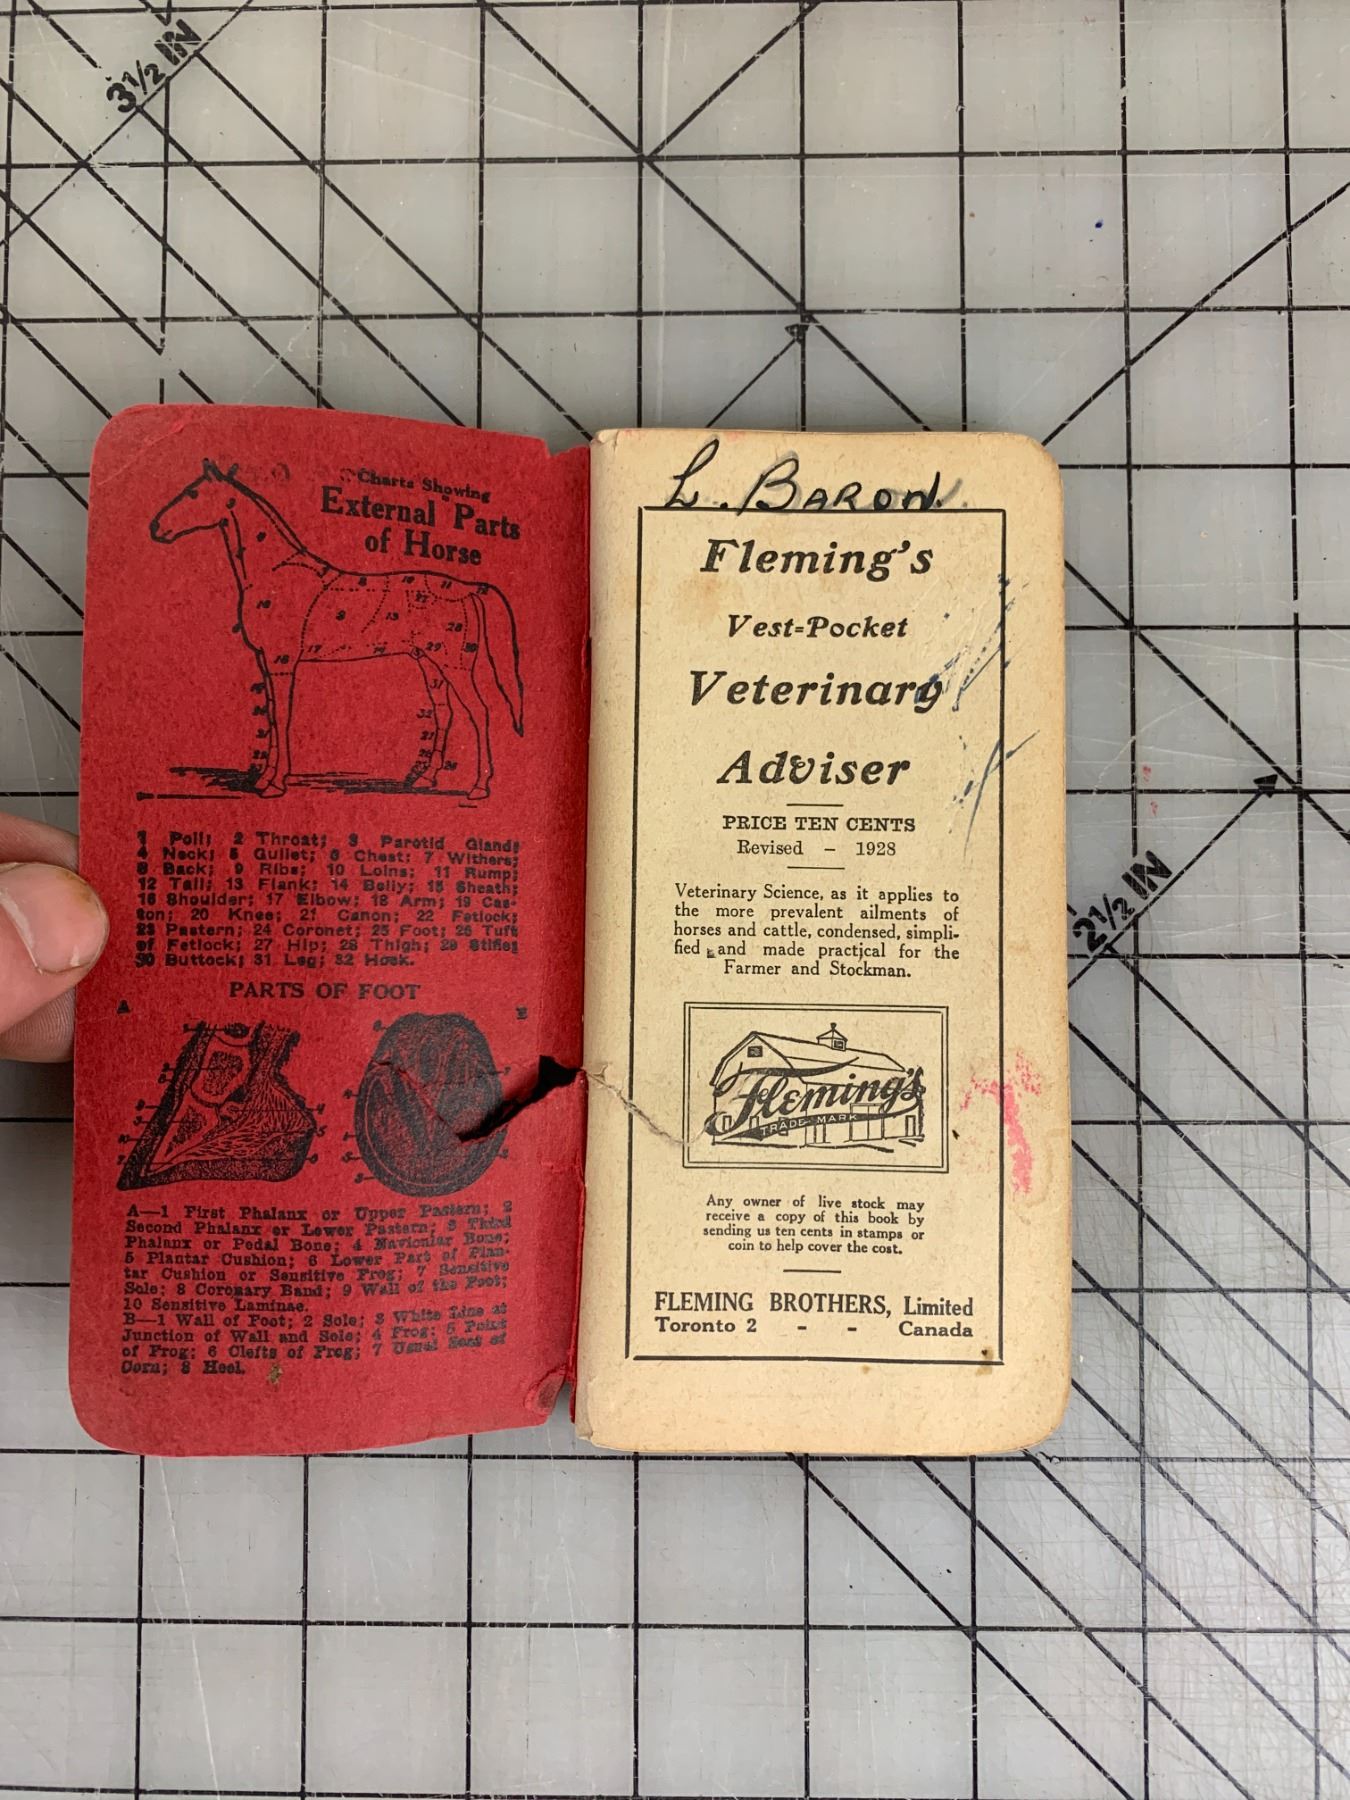 3½ IN
Charts Showing
External Parts
of Horse
1 Poll; 2 Throat; 3 Parotid Gland;
4 Neck; 5 Gullet; 6 Chest; 7 Withers;
8 Back; 9 Ribs; 10 Loins; 11 Rump;
12 Tail; 13 Flank; 14 Belly; 15 Sheath;
16 Shoulder; 17 Elbow; 18 Arm; 19 Cas-
ton; 20 Knee; 21 Canon; 22 Fetlock;
23 Pastern; 24 Coronet; 25 Foot; 26 Tuft
of Fetlock; 27 Hip; 28 Thigh; 29 Stifle;
30 Buttock; 31 Leg; 32 Hock.
PARTS OF FOOT
A B
A—1 First Phalanx or Upper Pastern; 2
Second Phalanx or Lower Pastern; 3 Third
Phalanx or Pedal Bone; 4 Navicular Bone;
5 Plantar Cushion; 6 Lower Part of Plan-
tar Cushion or Sensitive Frog; 7 Sensitive
Sole; 8 Coronary Band; 9 Wall of the Foot;
10 Sensitive Laminae.
B—1 Wall of Foot; 2 Sole; 3 White Line at
Junction of Wall and Sole; 4 Frog; 5 Point
of Frog; 6 Clefts of Frog; 7 Usual Seat of
Corn; 8 Heel.
L. BARON.
Fleming's
Vest=Pocket
Veterinary
Adviser
PRICE TEN CENTS
Revised – 1928
Veterinary Science, as it applies to
the more prevalent ailments of
horses and cattle, condensed, simpli-
fied and made practical for the
Farmer and Stockman.
Fleming's
TRADE MARK
Any owner of live stock may
receive a copy of this book by
sending us ten cents in stamps or
coin to help cover the cost.
FLEMING BROTHERS, Limited
Toronto 2 - - Canada
2½ IN